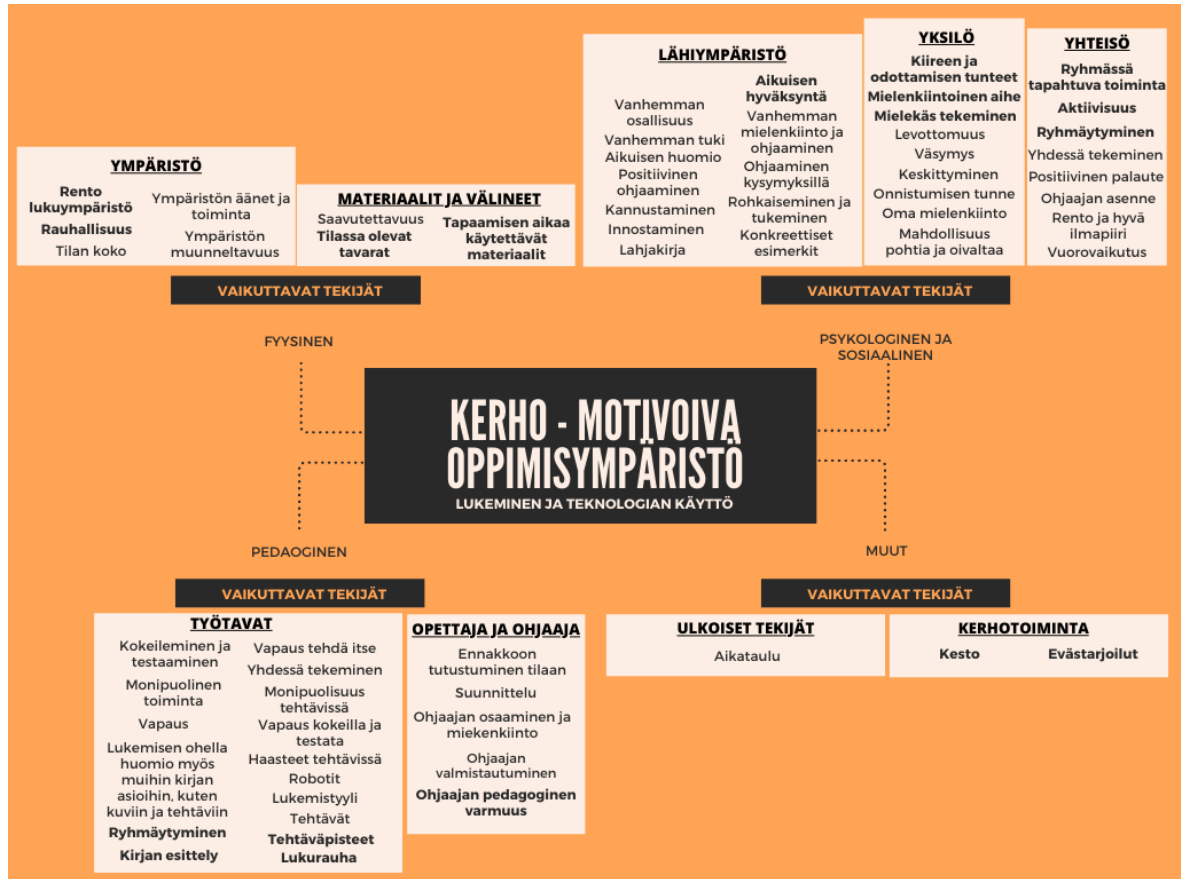 YMPÄRISTÖ
Rento
lukuympäristö
Rauhallisuus
Tilan koko
Ympäristön äänet ja
toiminta
Ympäristön
muunneltavuus
MATERIAALIT JA VÄLINEET
Saavutettavuus
Tilassa olevat
tavarat
Tapaamisen aikaa
käytettävät
materiaalit
LÄHIYMPÄRISTÖ
Vanhemman
osallisuus
Vanhemman tuki
Aikuisen huomio
Positiivinen
ohjaaminen
Kannustaminen
Innostaminen
Lahjakirja
Aikuisen
hyväksyntä
Vanhemman
mielenkiinto ja
ohjaaminen
Ohjaaminen
kysymyksillä
Rohkaiseminen ja
tukeminen
Konkreettiset
esimerkit
YKSILÖ
Kiireen ja
odottamisen tunteet
Mielenkiintoinen aihe
Mielekäs tekeminen
Levottomuus
Väsymys
Keskittyminen
Onnistumisen tunne
Oma mielenkiinto
Mahdollisuus
pohtia ja oivaltaa
YHTEISÖ
Ryhmässä
tapahtuva toiminta
Aktiivisuus
Ryhmäytyminen
Yhdessä tekeminen
Positiivinen palaute
Ohjaajan asenne
Rento ja hyvä
ilmapiiri
Vuorovaikutus
VAIKUTTAVAT TEKIJÄT
VAIKUTTAVAT TEKIJÄT
FYYSINEN
PSYKOLOGINEN JA
SOSIAALINEN
KERHO - MOTIVOIVA
OPPIMISYMPÄRISTÖ
LUKEMINEN JA TEKNOLOGIAN KÄYTTÖ
PEDAOGINEN
MUUT
VAIKUTTAVAT TEKIJÄT
VAIKUTTAVAT TEKIJÄT
TYÖTAVAT
Kokeileminen ja
testaaminen
Monipuolinen
toiminta
Vapaus
Lukemisen ohella
huomio myös
muihin kirjan
asioihin, kuten
kuviin ja tehtäviin
Ryhmäytyminen
Kirjan esittely
Vapaus tehdä itse
Yhdessä tekeminen
Monipuolisuus
tehtävissä
Vapaus kokeilla ja
testata
Haasteet tehtävissä
Robotit
Lukemistyyli
Tehtävät
Tehtäväpisteet
Lukurauha
OPETTAJA JA OHJAAJA
Ennakkoon
tutustuminen tilaan
Suunnittelu
Ohjaajan osaaminen ja
miekenkiinto
Ohjaajan
valmistautuminen
Ohjaajan pedagoginen
varmuus
ULKOISET TEKIJÄT
Aikataulu
KERHOTOIMINTA
Kesto
Evästarjoilut